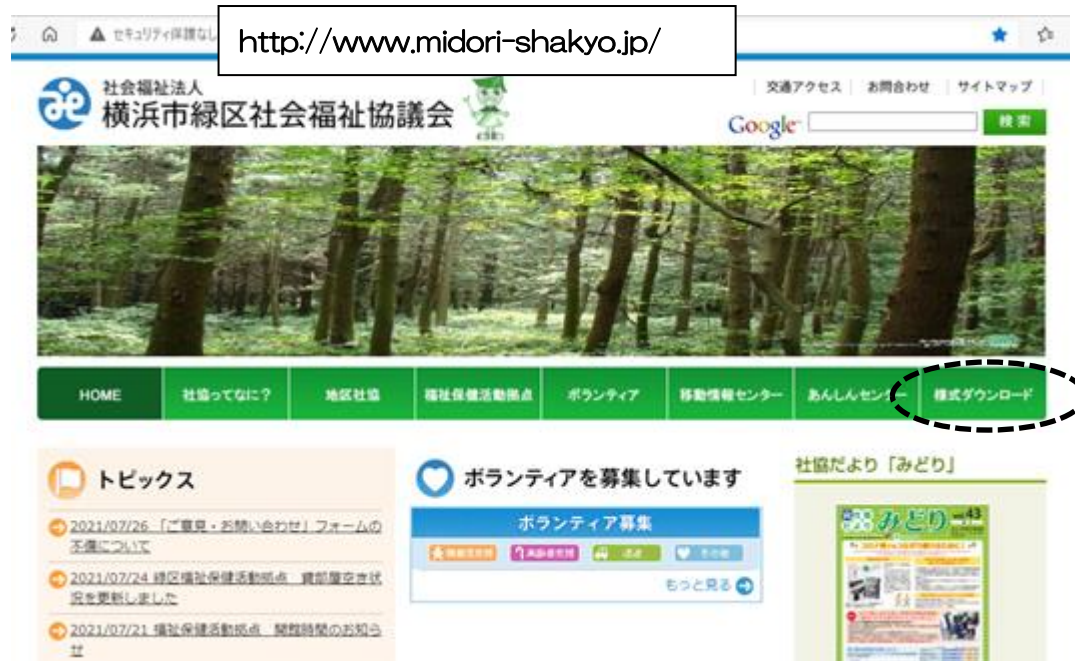 セキュリティ保護なし
http://www.midori-shakyo.jp/
社会福祉法人
横浜市緑区社会福祉協議会
交通アクセス お問合わせ サイトマップ
Google 検索
HOME 社協ってなに? 地区社協 福祉保健活動拠点 ボランティア 移動情報センター あんしんセンター 様式ダウンロード
トピックス
2021/07/26 「ご意見・お問い合わせ」フォームの
不備について
2021/07/24 緑区福祉保健活動拠点 貸部屋空き状
況を更新しました
2021/07/21 福祉保健活動拠点 開館時間のお知ら
せ
ボランティアを募集しています
ボランティア募集
もっと見る
社協だより「みどり」
みどり 43